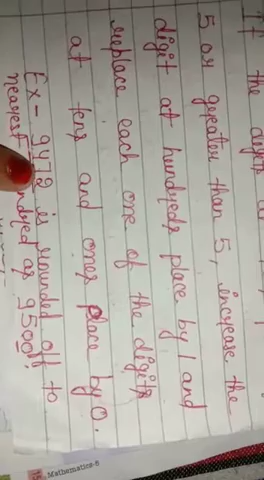 If the digit
5 or greater than 5, increase the
digit at hundreds place by 1 and
replace each one of the digits
at tens and ones place by 0.
Ex - 9472 is rounded off to
nearest as 9500.
Mathematics-5